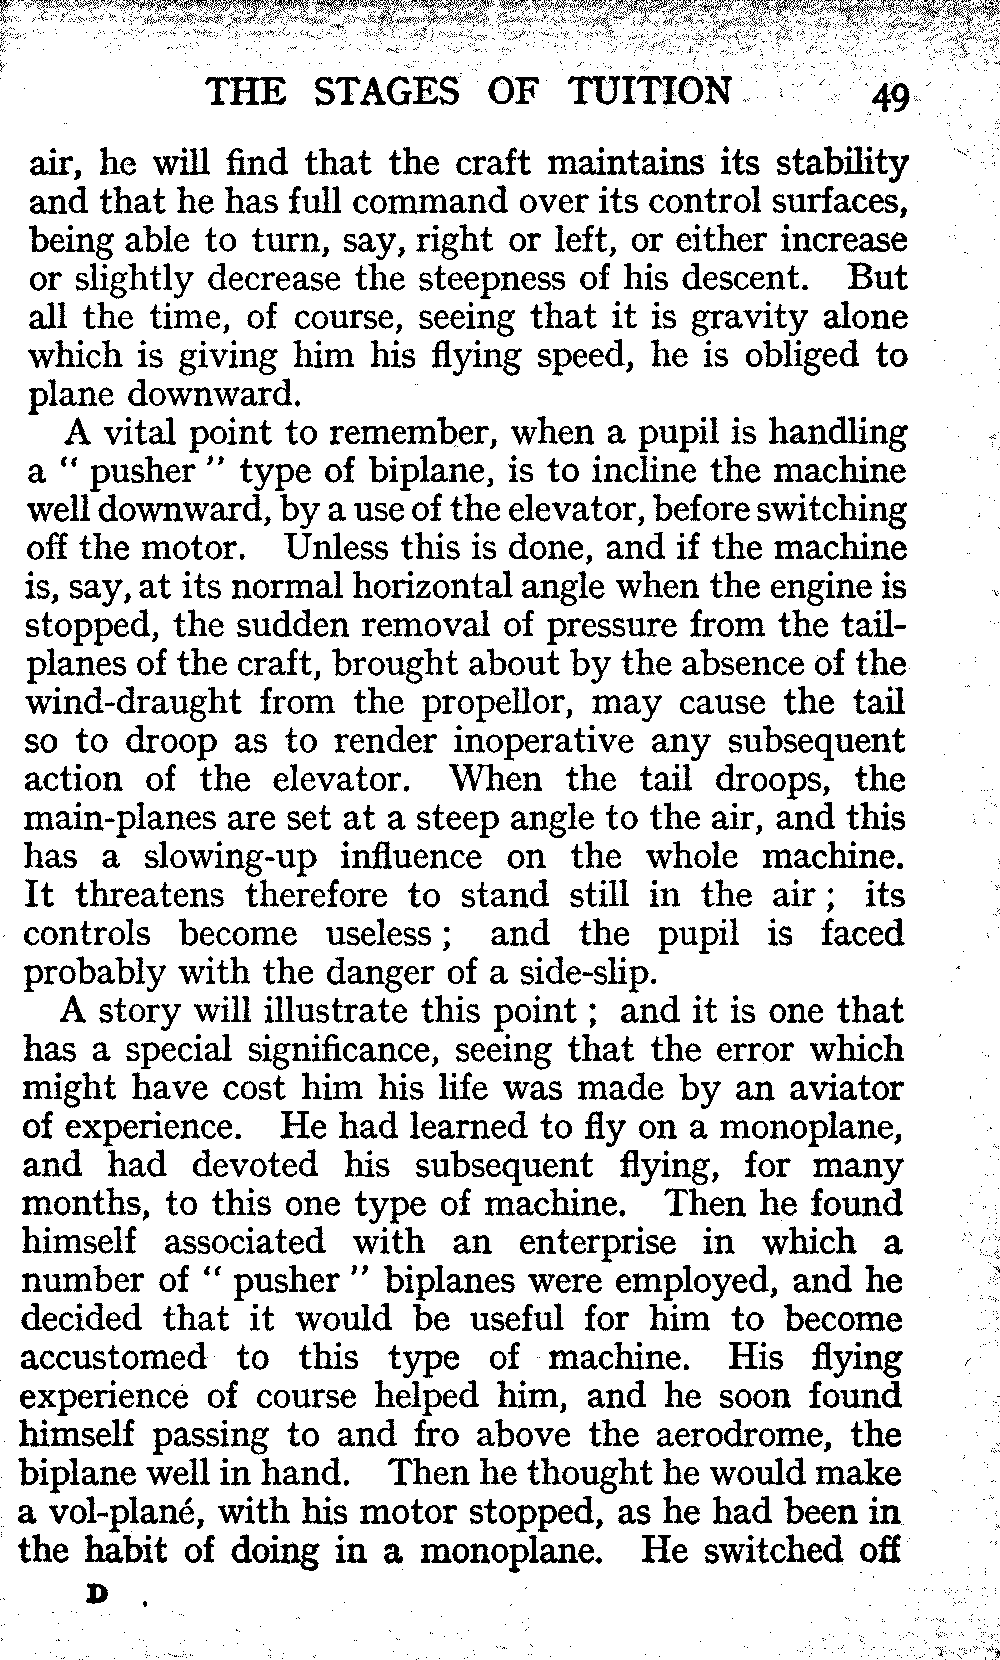 THE STAGES OF TUITION 49
air, he will find that the craft maintains its stability
and that he has full command over its control surfaces,
being able to turn, say, right or left, or either increase
or slightly decrease the steepness of his descent. But
all the time, of course, seeing that it is gravity alone
which is giving him his flying speed, he is obliged to
plane downward.
A vital point to remember, when a pupil is handling
a " pusher " type of biplane, is to incline the machine
well downward, by a use of the elevator, before switching
off the motor. Unless this is done, and if the machine
is, say, at its normal horizontal angle when the engine is
stopped, the sudden removal of pressure from the tail-
planes of the craft, brought about by the absence of the
wind-draught from the propellor, may cause the tail
so to droop as to render inoperative any subsequent
action of the elevator. When the tail droops, the
main-planes are set at a steep angle to the air, and this
has a slowing-up influence on the whole machine.
It threatens therefore to stand still in the air ; its
controls become useless ; and the pupil is faced
probably with the danger of a side-slip.
A story will illustrate this point ; and it is one that
has a special significance, seeing that the error which
might have cost him his life was made by an aviator
of experience. He had learned to fly on a monoplane,
and had devoted his subsequent flying, for many
months, to this one type of machine. Then he found
himself associated with an enterprise in which a
number of " pusher " biplanes were employed, and he
decided that it would be useful for him to become
accustomed to this type of machine. His flying
experience of course helped him, and he soon found
himself passing to and fro above the aerodrome, the
biplane well in hand. Then he thought he would make
a vol-plané, with his motor stopped, as he had been in
the habit of doing in a monoplane. He switched off
D